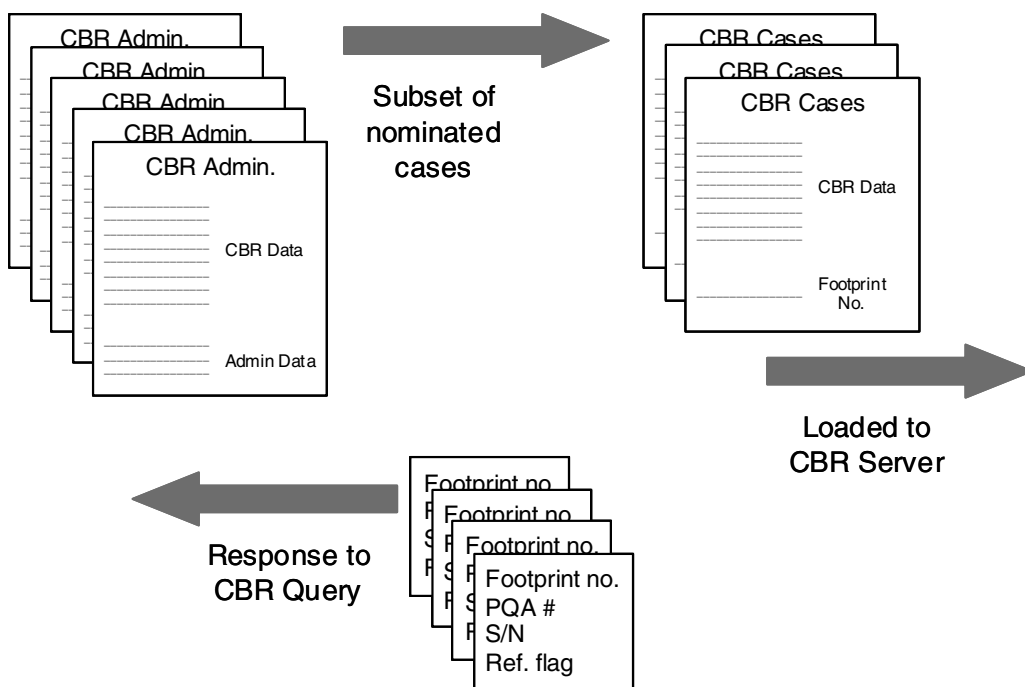 CBR Admin.
CBR Admin.
CBR Admin.
CBR Admin.
CBR Admin.
CBR Data
Admin Data
Subset of
nominated
cases
CBR Cases
CBR Cases
CBR Cases
CBR Data
Footprint
No.
Loaded to
CBR Server
Response to
CBR Query
Footprint no.
Footprint no.
Footprint no.
Footprint no.
PQA #
S/N
Ref. flag